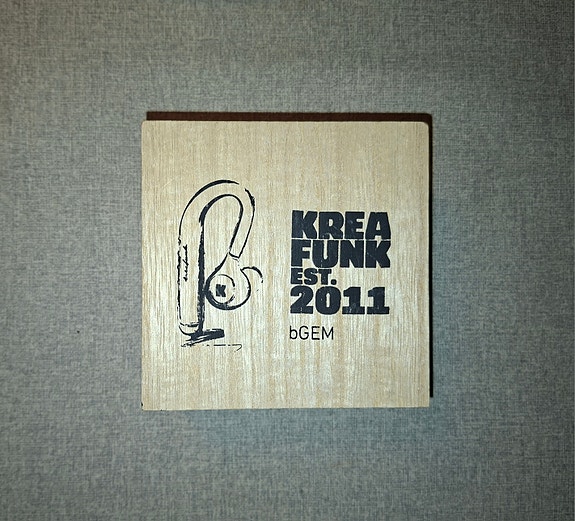 KREA
FUNK
EST.
2011
bGEM